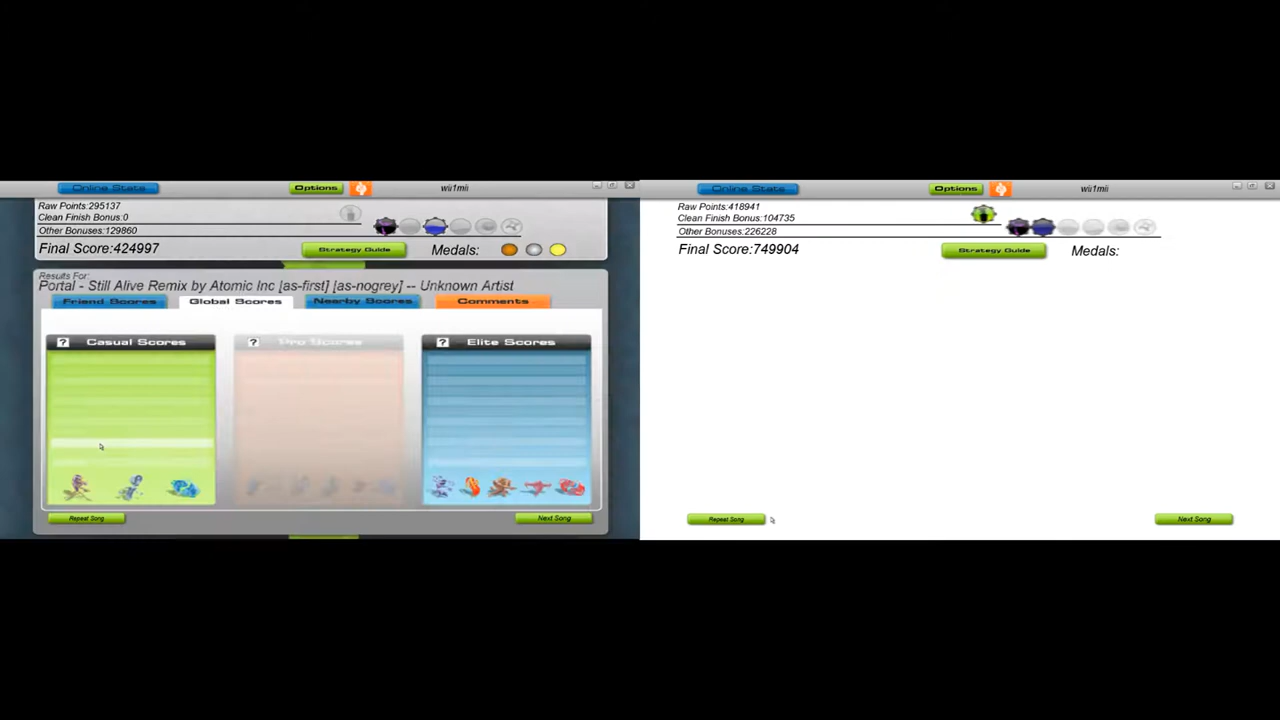 Online Stats Options wii1mii
Raw Points:295137
Clean Finish Bonus:0
Other Bonuses:129860
Final Score:424997 Strategy Guide Medals:
Results For:
Portal - Still Alive Remix by Atomic Inc [as-first] [as-nogrey] -- Unknown Artist
Friend Scores Global Scores Nearby Scores Comments
? Casual Scores ? Pro Scores ? Elite Scores
Repeat Song Next Song
Online Stats Options wii1mii
Raw Points:418941
Clean Finish Bonus:104735
Other Bonuses:226228
Final Score:749904 Strategy Guide Medals:
Repeat Song Next Song